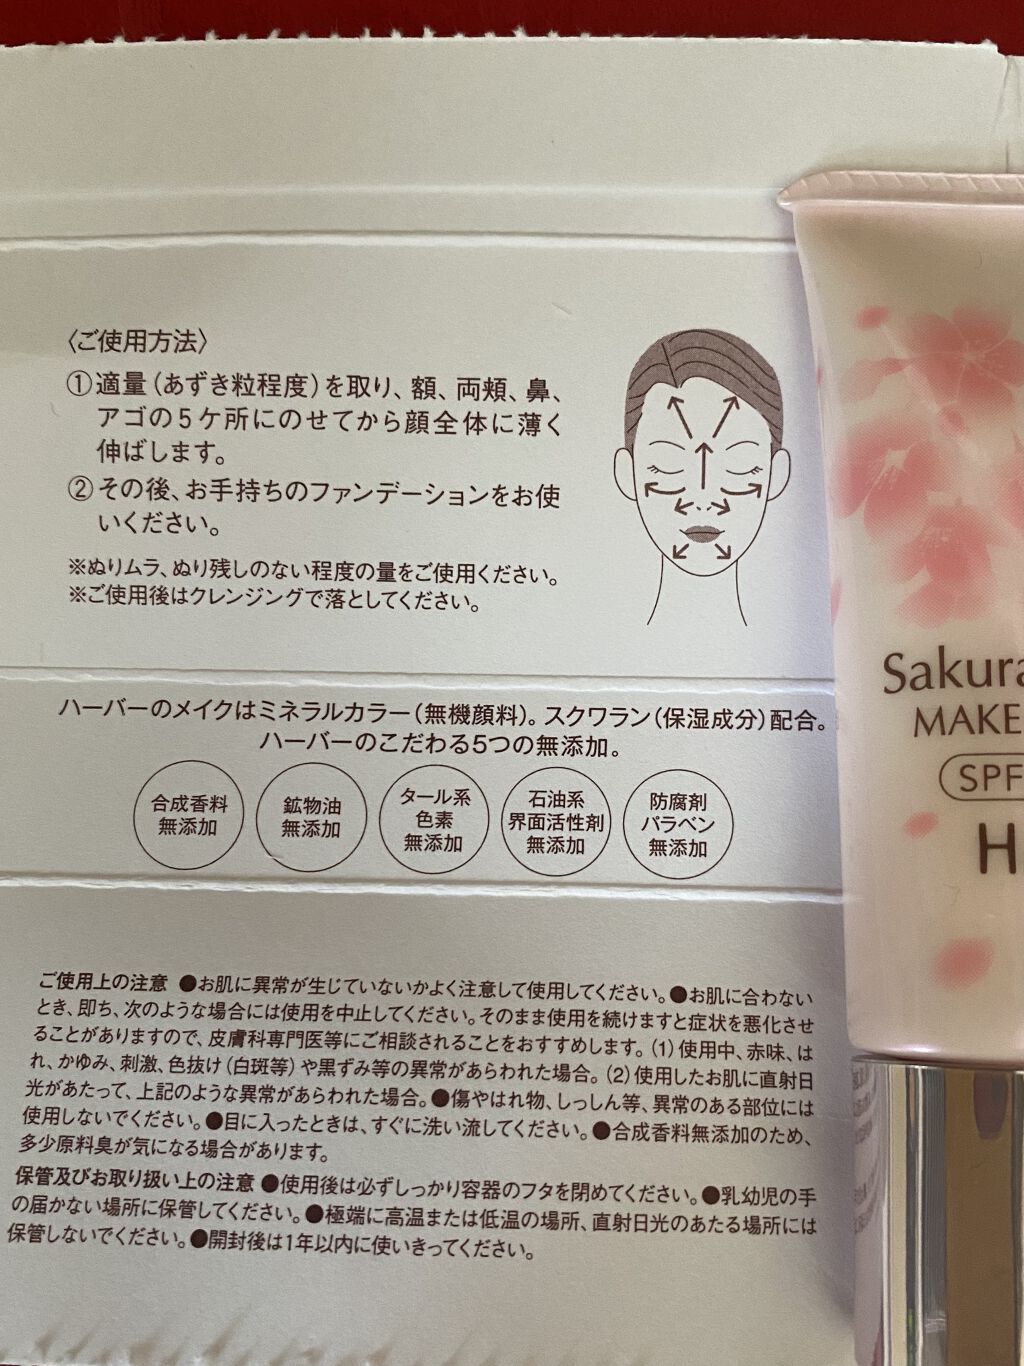 〈ご使用方法〉
①適量（あずき粒程度）を取り、額、両頬、鼻、
アゴの5ケ所にのせてから顔全体に薄く
伸ばします。
②その後、お手持ちのファンデーションをお使
いください。
※ぬりムラ、ぬり残しのない程度の量をご使用ください。
※ご使用後はクレンジングで落としてください。
ハーバーのメイクはミネラルカラー（無機顔料）。スクワラン（保湿成分）配合。
ハーバーのこだわる5つの無添加。
合成香料
無添加
鉱物油
無添加
タール系
色素
無添加
石油系
界面活性剤
無添加
防腐剤
パラベン
無添加
ご使用上の注意 ●お肌に異常が生じていないかよく注意して使用してください。●お肌に合わない
とき、即ち、次のような場合には使用を中止してください。そのまま使用を続けますと症状を悪化させ
ることがありますので、皮膚科専門医等にご相談されることをおすすめします。（1）使用中、赤味、は
れ、かゆみ、刺激、色抜け（白斑等）や黒ずみ等の異常があらわれた場合。（2）使用したお肌に直射日
光があたって、上記のような異常があらわれた場合。●傷やはれ物、しっしん等、異常のある部位には
使用しないでください。●目に入ったときは、すぐに洗い流してください。●合成香料無添加のため、
多少原料臭が気になる場合があります。
保管及びお取り扱い上の注意 ●使用後は必ずしっかり容器のフタを閉めてください。●乳幼児の手
の届かない場所に保管してください。●極端に高温または低温の場所、直射日光のあたる場所には
保管しないでください。●開封後は1年以内に使いきってください。
Sakura
MAKE
SPF
H